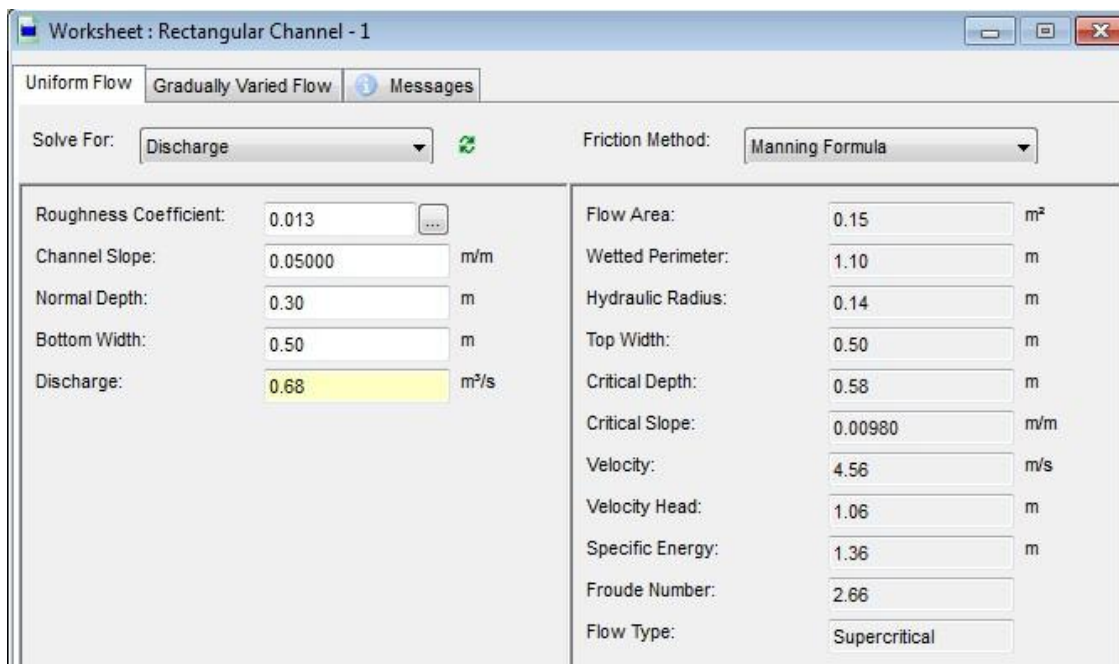 Worksheet : Rectangular Channel - 1
Uniform Flow Gradually Varied Flow Messages
Solve For: Discharge Friction Method: Manning Formula
Roughness Coefficient: 0.013 ... Flow Area: 0.15 m²
Channel Slope: 0.05000 m/m Wetted Perimeter: 1.10 m
Normal Depth: 0.30 m Hydraulic Radius: 0.14 m
Bottom Width: 0.50 m Top Width: 0.50 m
Discharge: 0.68 m³/s Critical Depth: 0.58 m
Critical Slope: 0.00980 m/m
Velocity: 4.56 m/s
Velocity Head: 1.06 m
Specific Energy: 1.36 m
Froude Number: 2.66
Flow Type: Supercritical